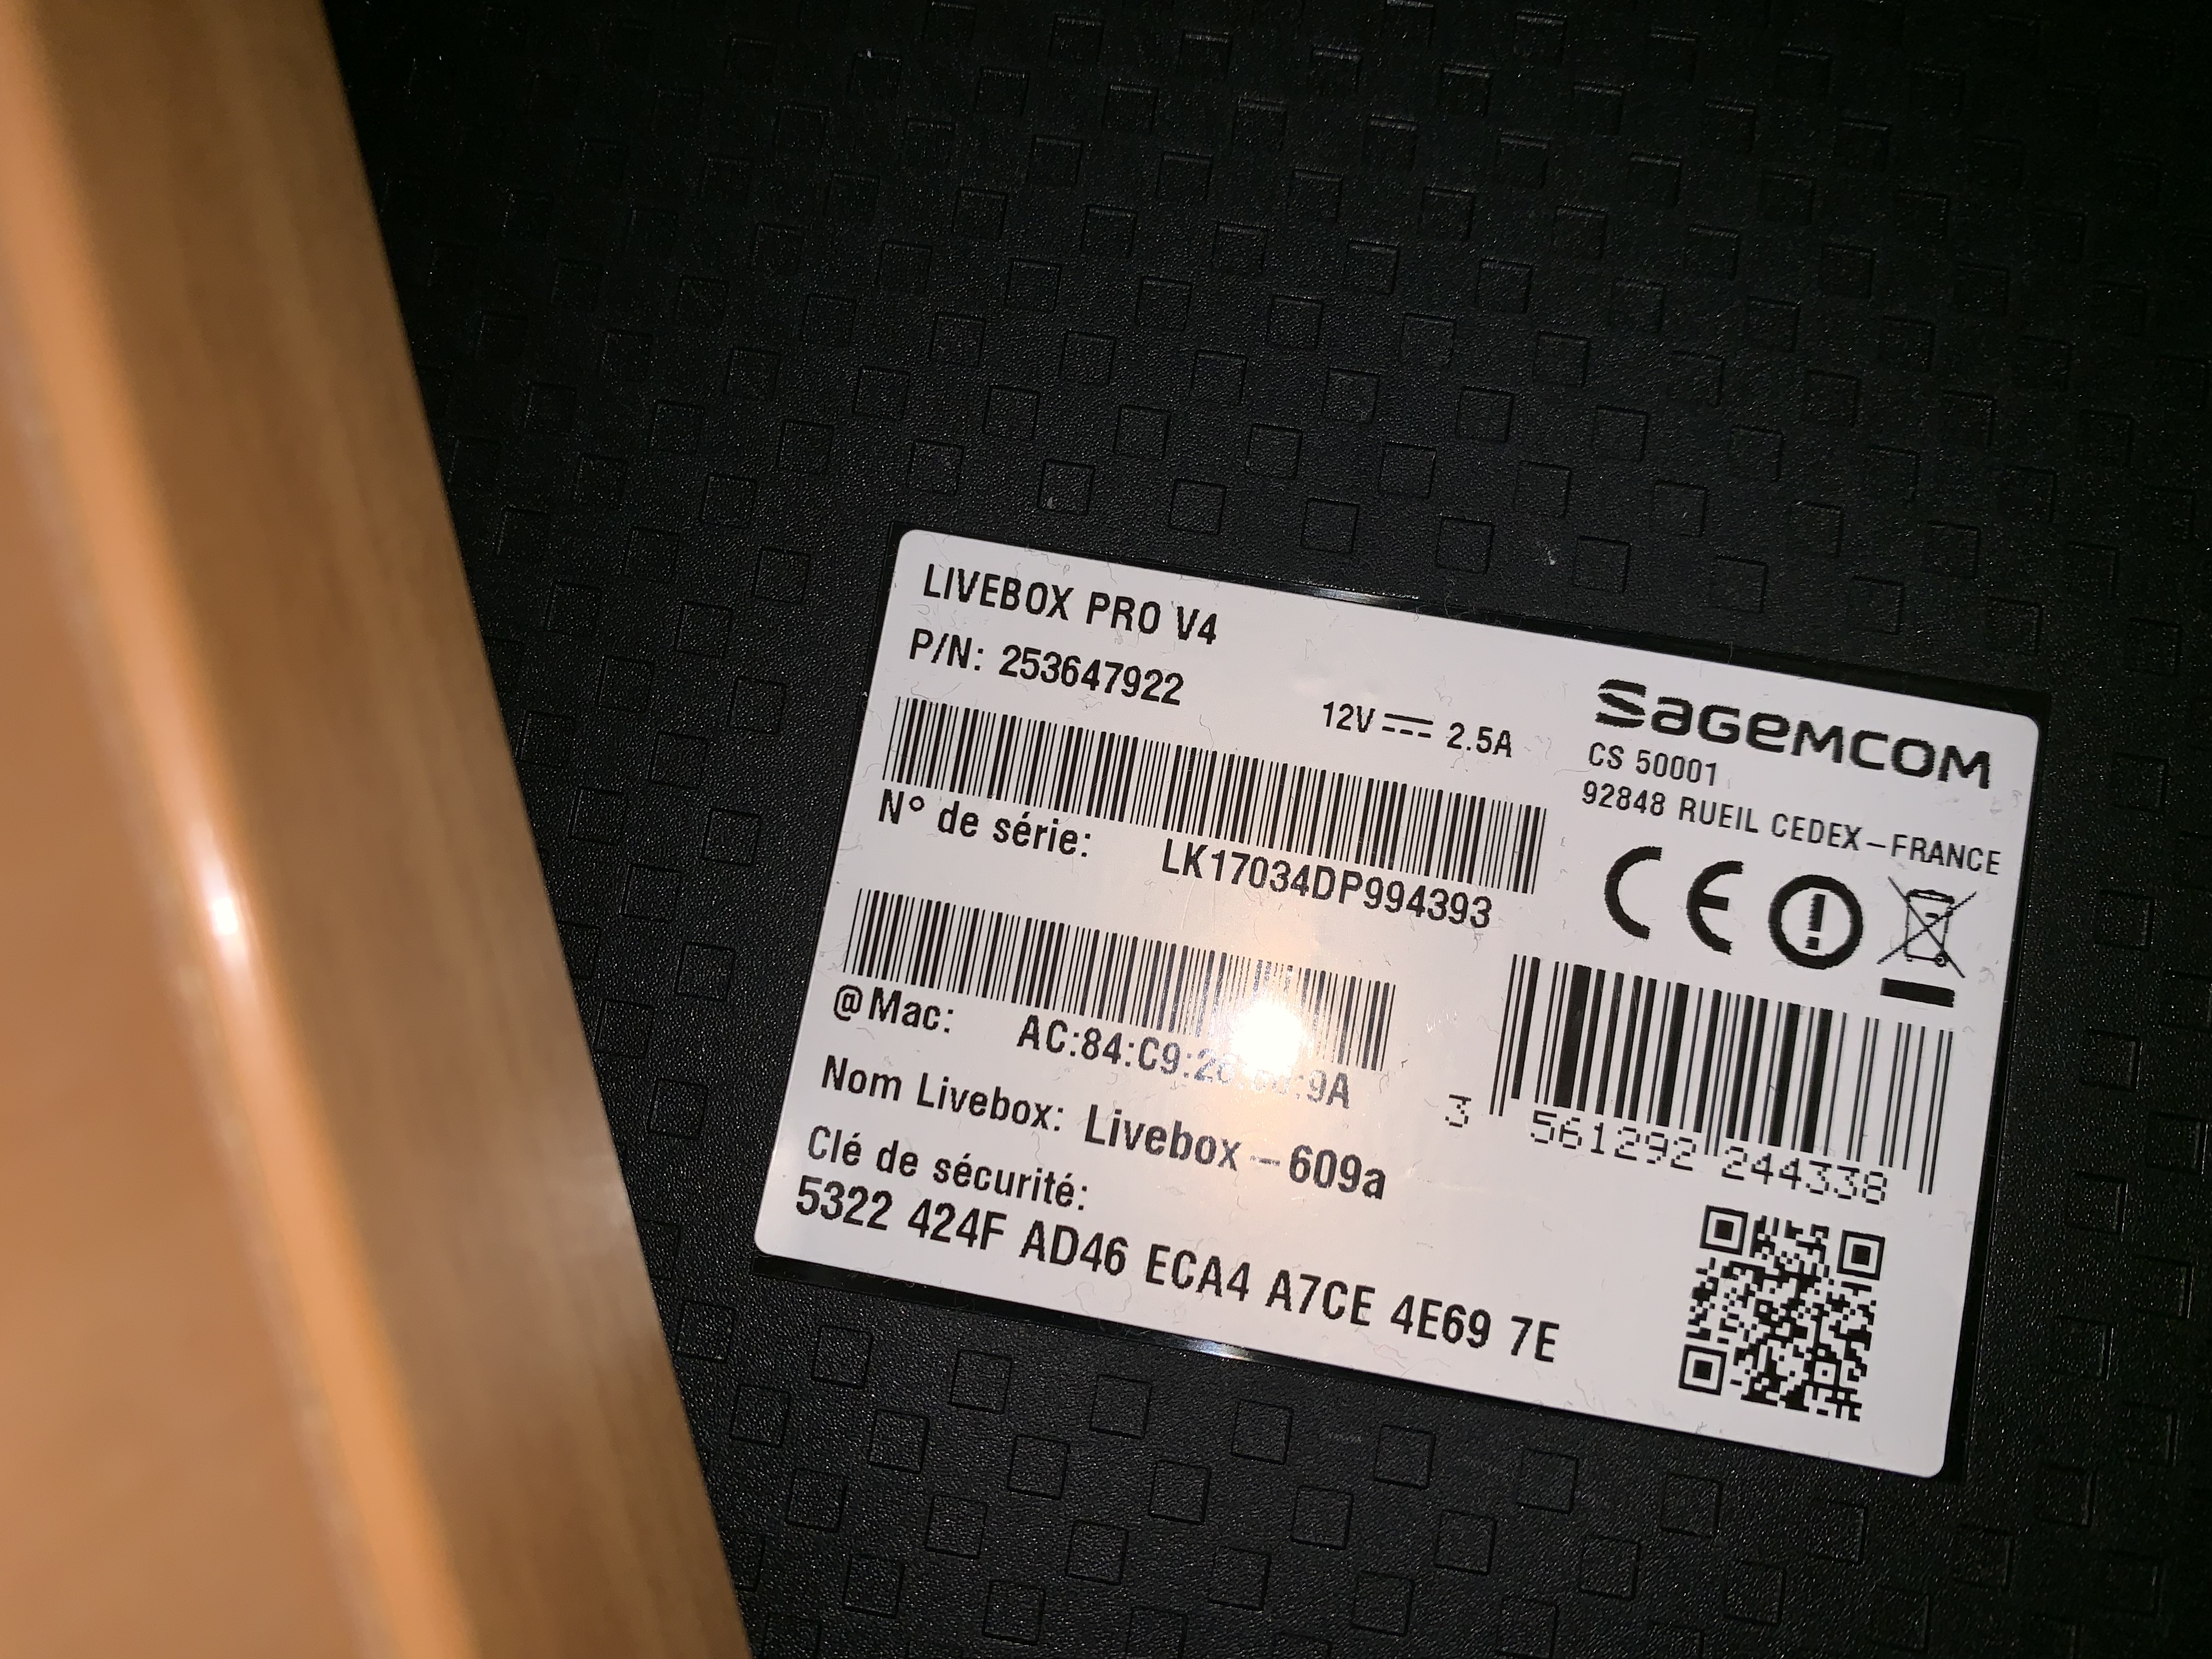 LIVEBOX PRO V4
P/N: 253647922
12V 2.5A
N° de série: LK17034DP994393
@Mac:
Nom Livebox: Livebox-609a
Clé de sécurité:
5322 424F AD46 ECA4 A7CE 4E69 7E
SAGEMCOM
CS 50001
92848 RUEIL CEDEX-FRANCE
CE
3 561292 244338